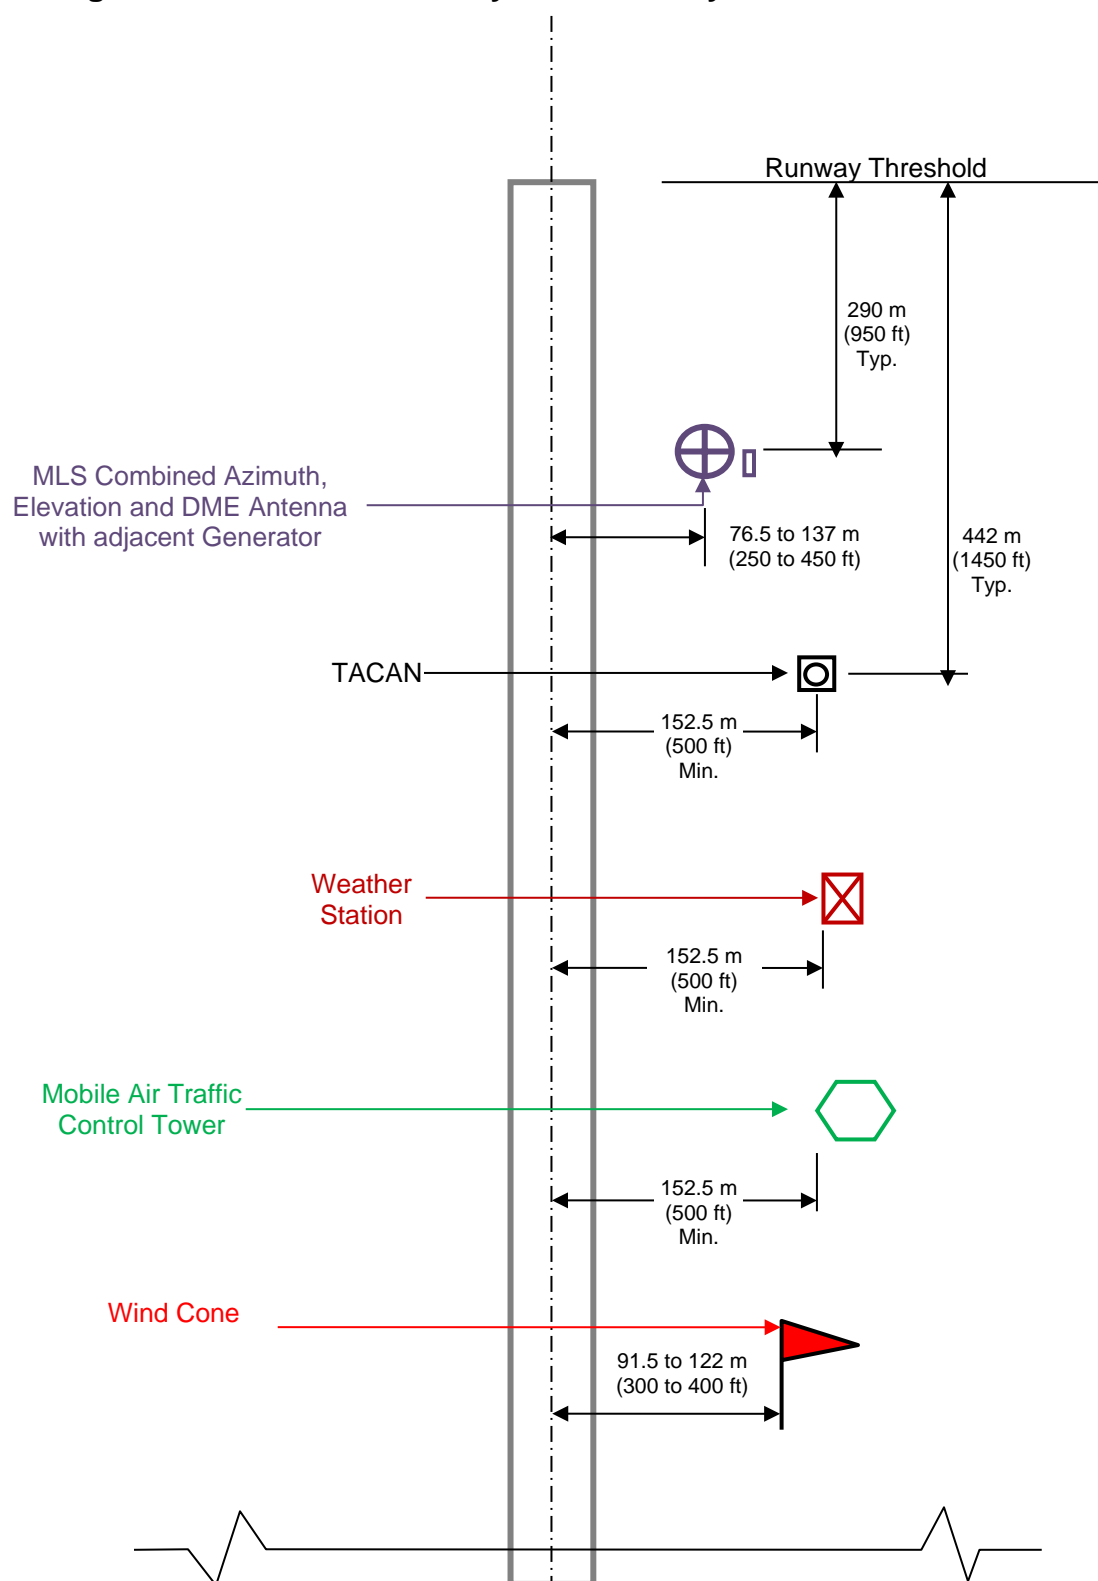 Runway Threshold
290 m
(950 ft)
Typ.
MLS Combined Azimuth,
Elevation and DME Antenna
with adjacent Generator
76.5 to 137 m
(250 to 450 ft)
442 m
(1450 ft)
Typ.
TACAN
152.5 m
(500 ft)
Min.
Weather
Station
152.5 m
(500 ft)
Min.
Mobile Air Traffic
Control Tower
152.5 m
(500 ft)
Min.
Wind Cone
91.5 to 122 m
(300 to 400 ft)